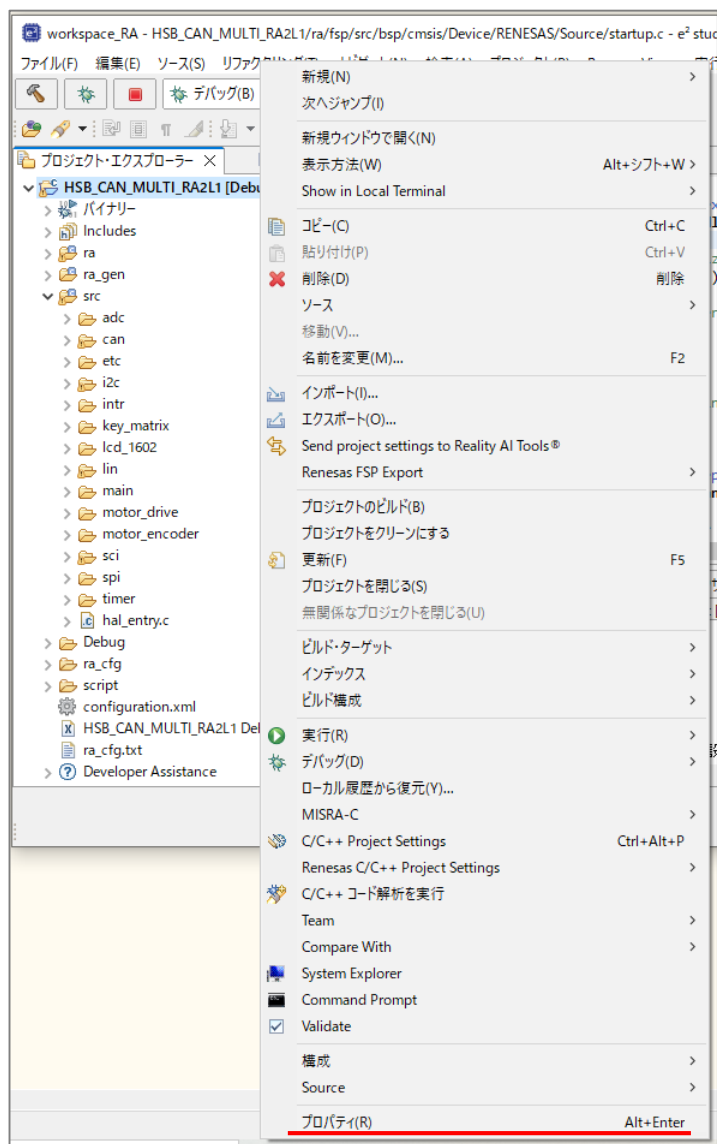 workspace_RA - HSB_CAN_MULTI_RA2L1/ra/fsp/src/bsp/cmsis/Device/RENESAS/Source/startup.c - e² stud
ファイル(F) 編集(E) ソース(S) リファク
デバッグ(B)
プロジェクト・エクスプローラー
HSB_CAN_MULTI_RA2L1 [Debu
バイナリー
Includes
ra
ra_gen
src
adc
can
etc
i2c
intr
key_matrix
lcd_1602
lin
main
motor_drive
motor_encoder
sci
spi
timer
hal_entry.c
Debug
ra_cfg
script
configuration.xml
HSB_CAN_MULTI_RA2L1 Del
ra_cfg.txt
Developer Assistance
新規(N)
次へジャンプ(I)
新規ウィンドウで開く(N)
表示方法(W) Alt+シフト+W
Show in Local Terminal
コピー(C) Ctrl+C
貼り付け(P) Ctrl+V
削除(D) 削除
ソース
移動(V)...
名前を変更(M)... F2
インポート(I)...
エクスポート(O)...
Send project settings to Reality AI Tools®
Renesas FSP Export
プロジェクトのビルド(B)
プロジェクトをクリーンにする
更新(F) F5
プロジェクトを閉じる(S)
無関係なプロジェクトを閉じる(U)
ビルド・ターゲット
インデックス
ビルド構成
実行(R)
デバッグ(D)
ローカル履歴から復元(Y)...
MISRA-C
C/C++ Project Settings Ctrl+Alt+P
Renesas C/C++ Project Settings
C/C++ コード解析を実行
Team
Compare With
System Explorer
Command Prompt
Validate
構成
Source
プロパティ(R) Alt+Enter